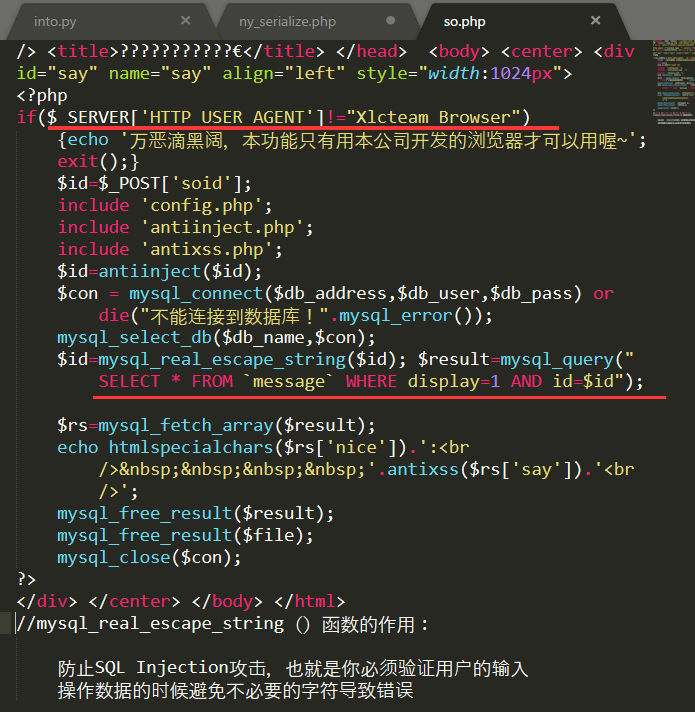 into.py ny_serialize.php so.php
/> <title>???????????€</title> </head> <body> <center> <div
id="say" name="say" align="left" style="width:1024px">
<?php
if($_SERVER['HTTP_USER_AGENT']!="Xlcteam Browser")
{echo '万恶滴黑阔，本功能只有用本公司开发的浏览器才可以用喔~';
exit();}
$id=$_POST['soid'];
include 'config.php';
include 'antiinject.php';
include 'antixss.php';
$id=antiinject($id);
$con = mysql_connect($db_address,$db_user,$db_pass) or
die("不能连接到数据库！".mysql_error());
mysql_select_db($db_name,$con);
$id=mysql_real_escape_string($id); $result=mysql_query("
SELECT * FROM `message` WHERE display=1 AND id=$id");
$rs=mysql_fetch_array($result);
echo htmlspecialchars($rs['nice']).':<br
/>&nbsp;&nbsp;&nbsp;&nbsp;'.antixss($rs['say']).'<br
/>';
mysql_free_result($result);
mysql_free_result($file);
mysql_close($con);
?>
</div> </center> </body> </html>
//mysql_real_escape_string（）函数的作用：
防止SQL Injection攻击，也就是你必须验证用户的输入
操作数据的时候避免不必要的字符导致错误